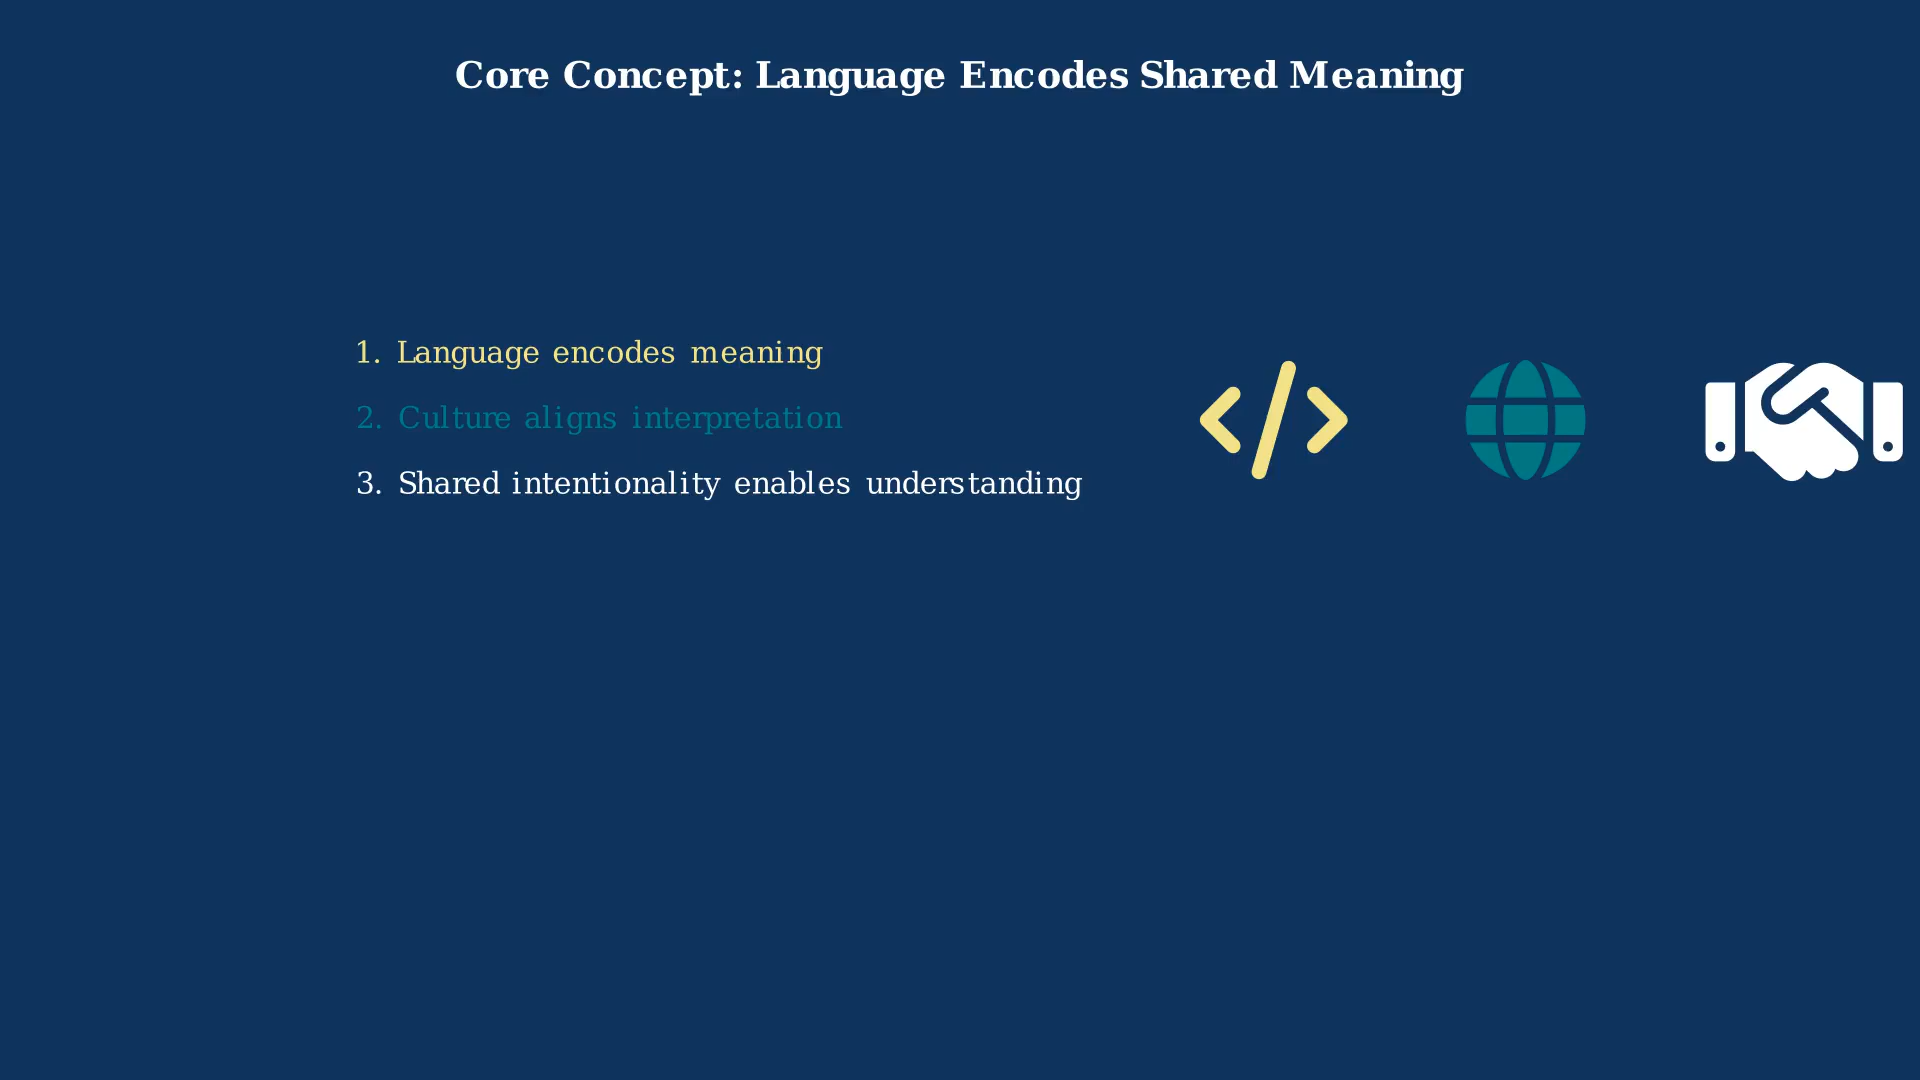 Core Concept: Language Encodes Shared Meaning
1. Language encodes meaning
2. Culture aligns interpretation
3. Shared intentionality enables understanding